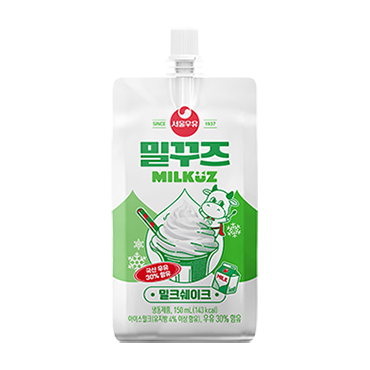 서울우유
SINCE 1937
밀꾸즈
MILKÜZ
국산 우유
30% 함유
MILK
밀크쉐이크
냉동제품, 150 mL (143 kcal)
아이스밀크(유지방 4% 이상 함유), 우유 30% 함유